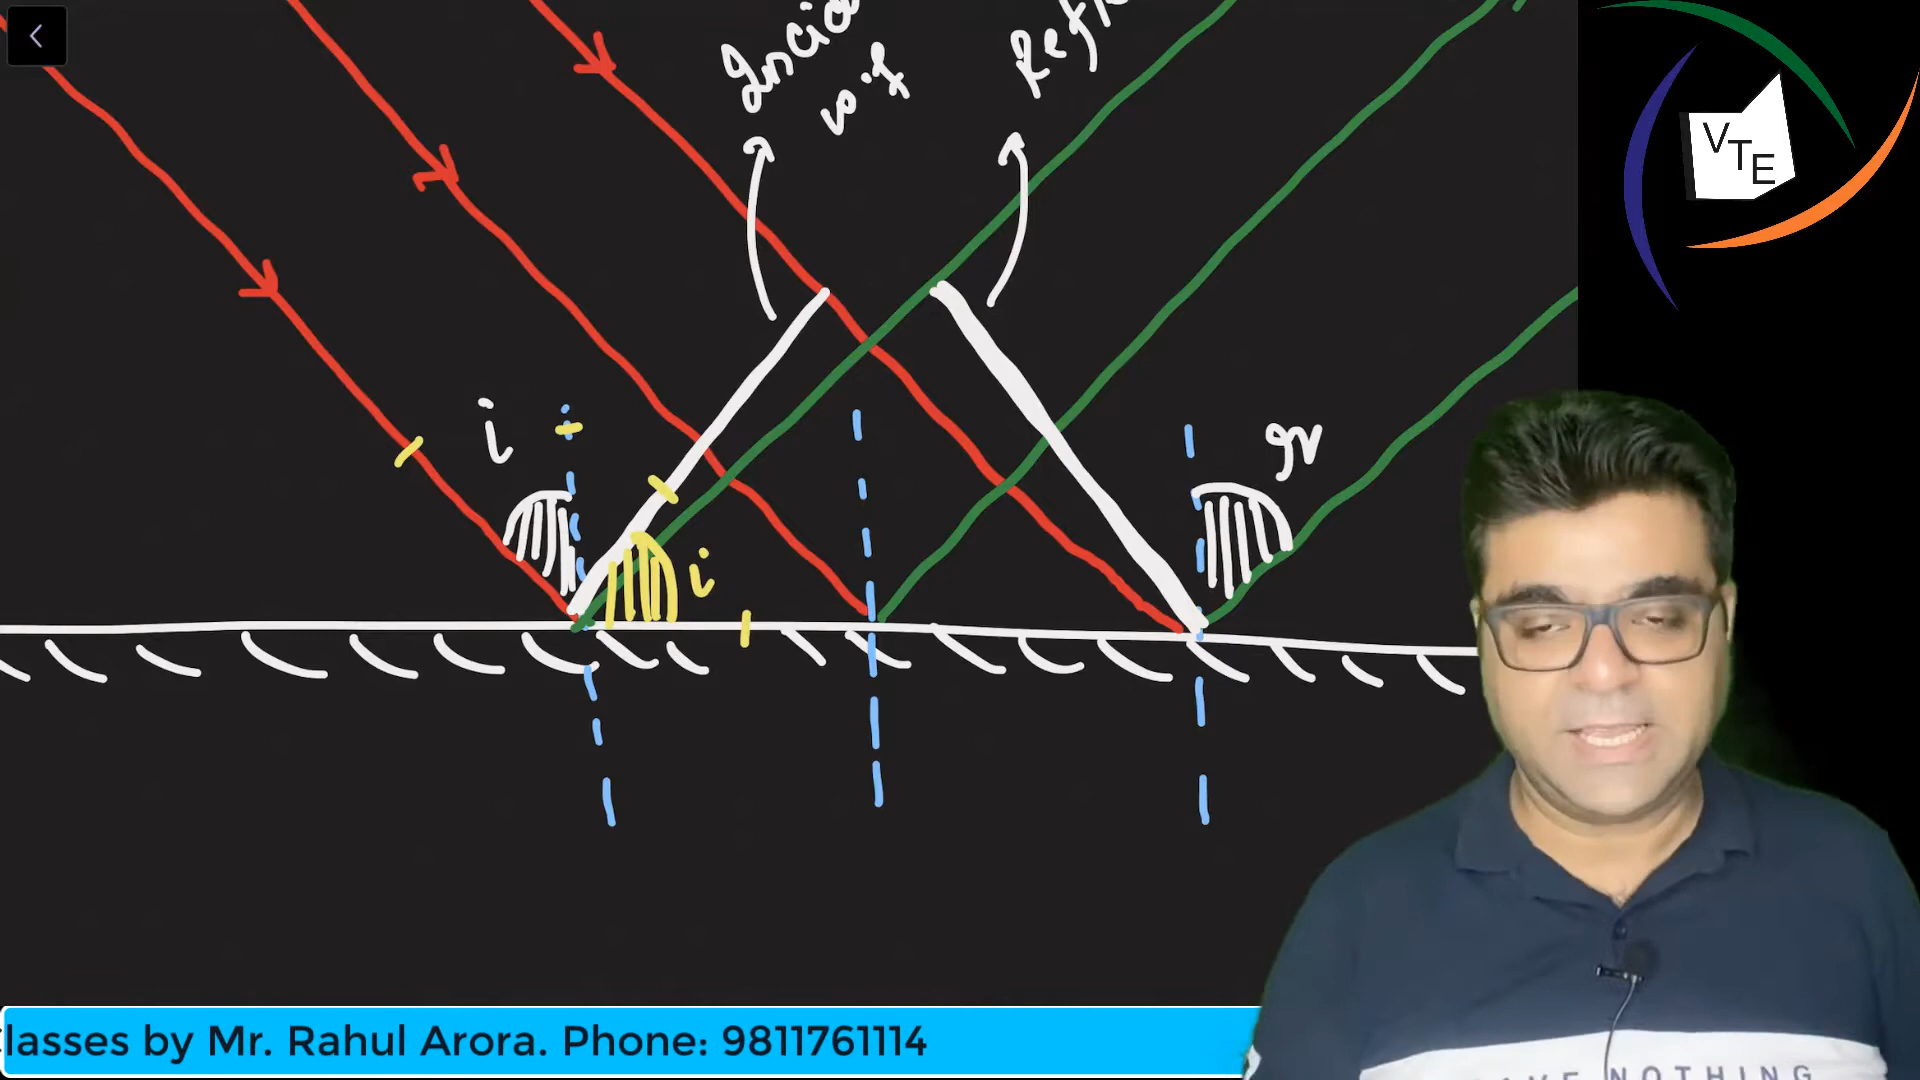 w.f
i
r
i
VTE
lasses by Mr. Rahul Arora. Phone: 9811761114
NOTHING